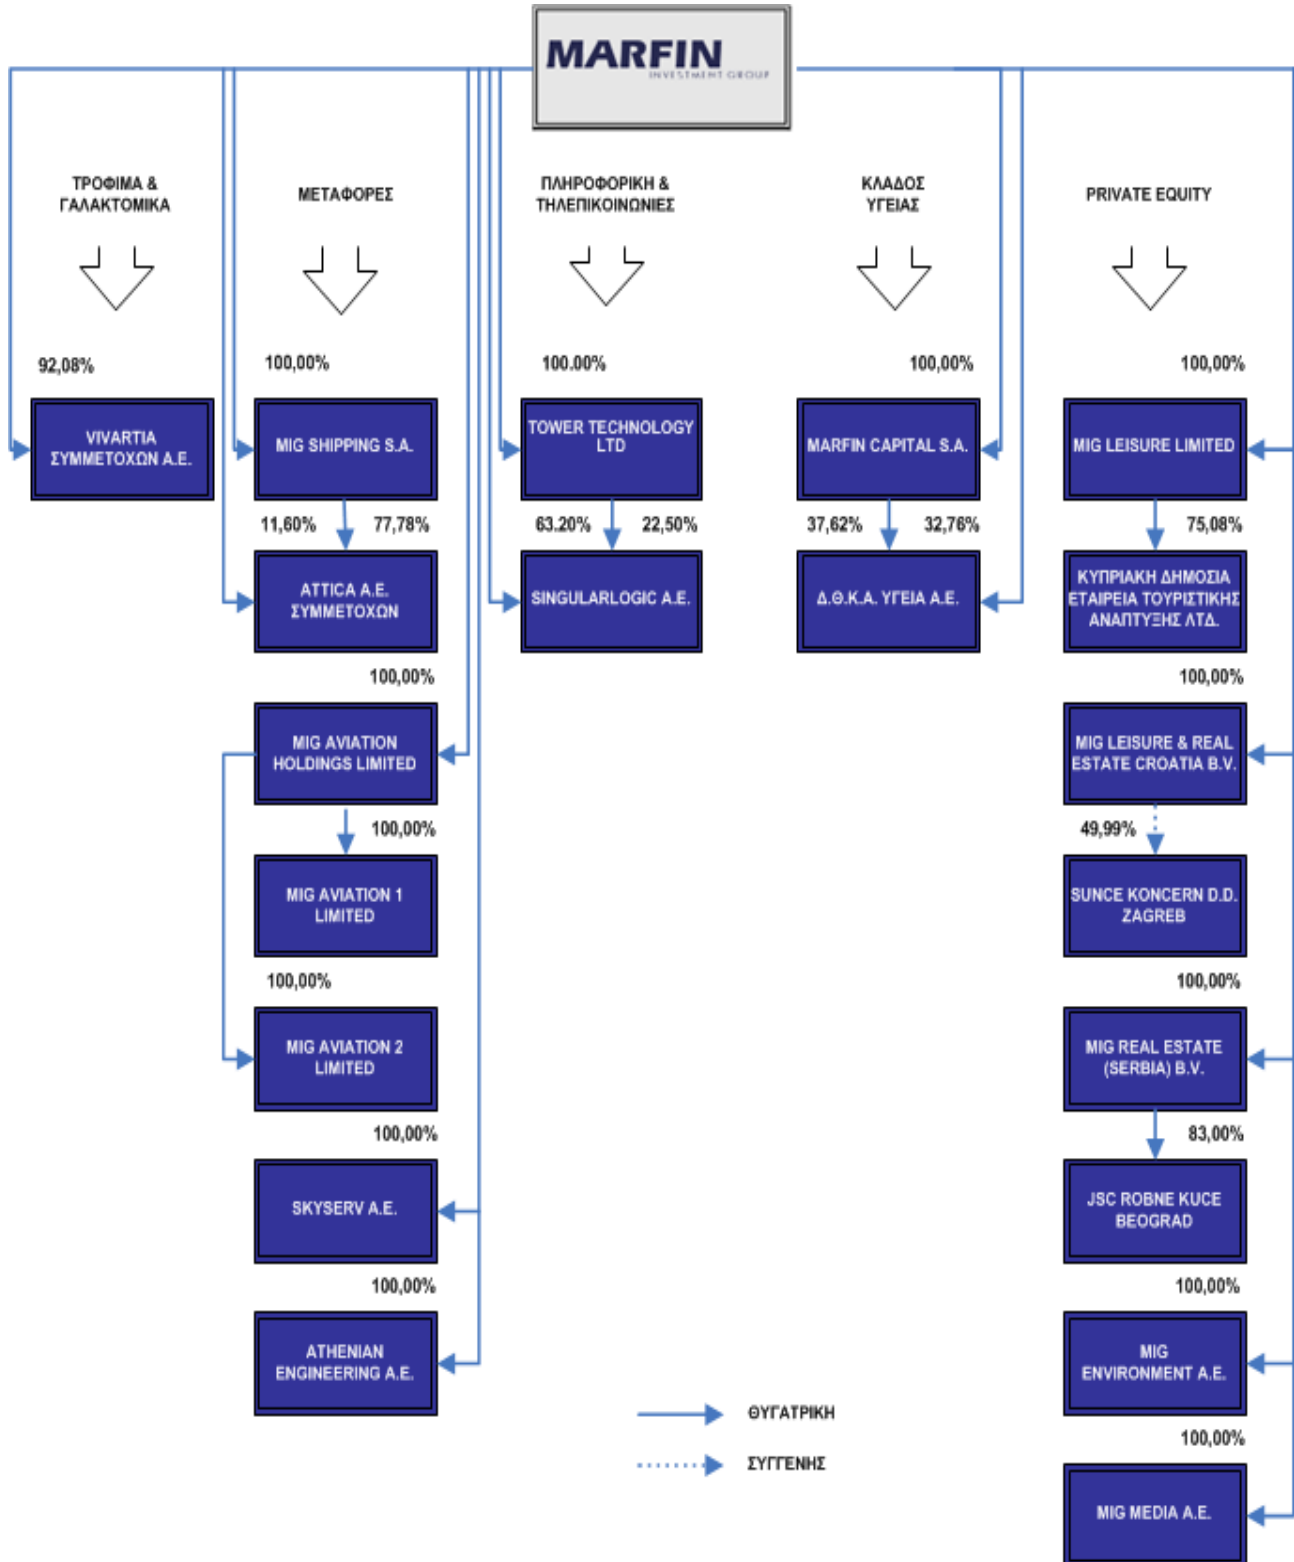 MARFIN
INVESTMENT GROUP
ΤΡΟΦΙΜΑ &
ΓΑΛΑΚΤΟΜΙΚΑ
92,08%
VIVARTIA
ΣΥΜΜΕΤΟΧΩΝ Α.Ε.
ΜΕΤΑΦΟΡΕΣ
100,00%
MIG SHIPPING S.A.
11,60% 77,78%
ATTICA A.E.
ΣΥΜΜΕΤΟΧΩΝ
100,00%
MIG AVIATION
HOLDINGS LIMITED
100,00%
MIG AVIATION 1
LIMITED
100,00%
MIG AVIATION 2
LIMITED
100,00%
SKYSERV A.E.
100,00%
ATHENIAN
ENGINEERING A.E.
ΠΛΗΡΟΦΟΡΙΚΗ &
ΤΗΛΕΠΙΚΟΙΝΩΝΙΕΣ
100.00%
TOWER TECHNOLOGY
LTD
63.20% 22,50%
SINGULARLOGIC A.E.
ΚΛΑΔΟΣ
ΥΓΕΙΑΣ
100,00%
MARFIN CAPITAL S.A.
37,62% 32,76%
Δ.Θ.Κ.Α. ΥΓΕΙΑ Α.Ε.
PRIVATE EQUITY
100,00%
MIG LEISURE LIMITED
75,08%
ΚΥΠΡΙΑΚΗ ΔΗΜΟΣΙΑ
ΕΤΑΙΡΕΙΑ ΤΟΥΡΙΣΤΙΚΗΣ
ΑΝΑΠΤΥΞΗΣ ΛΤΔ.
100,00%
MIG LEISURE & REAL
ESTATE CROATIA B.V.
49,99%
SUNCE KONCERN D.D.
ZAGREB
100,00%
MIG REAL ESTATE
(SERBIA) B.V.
83,00%
JSC ROBNE KUCE
BEOGRAD
100,00%
MIG
ENVIRONMENT A.E.
100,00%
MIG MEDIA A.E.
ΘΥΓΑΤΡΙΚΗ
ΣΥΓΓΕΝΗΣ